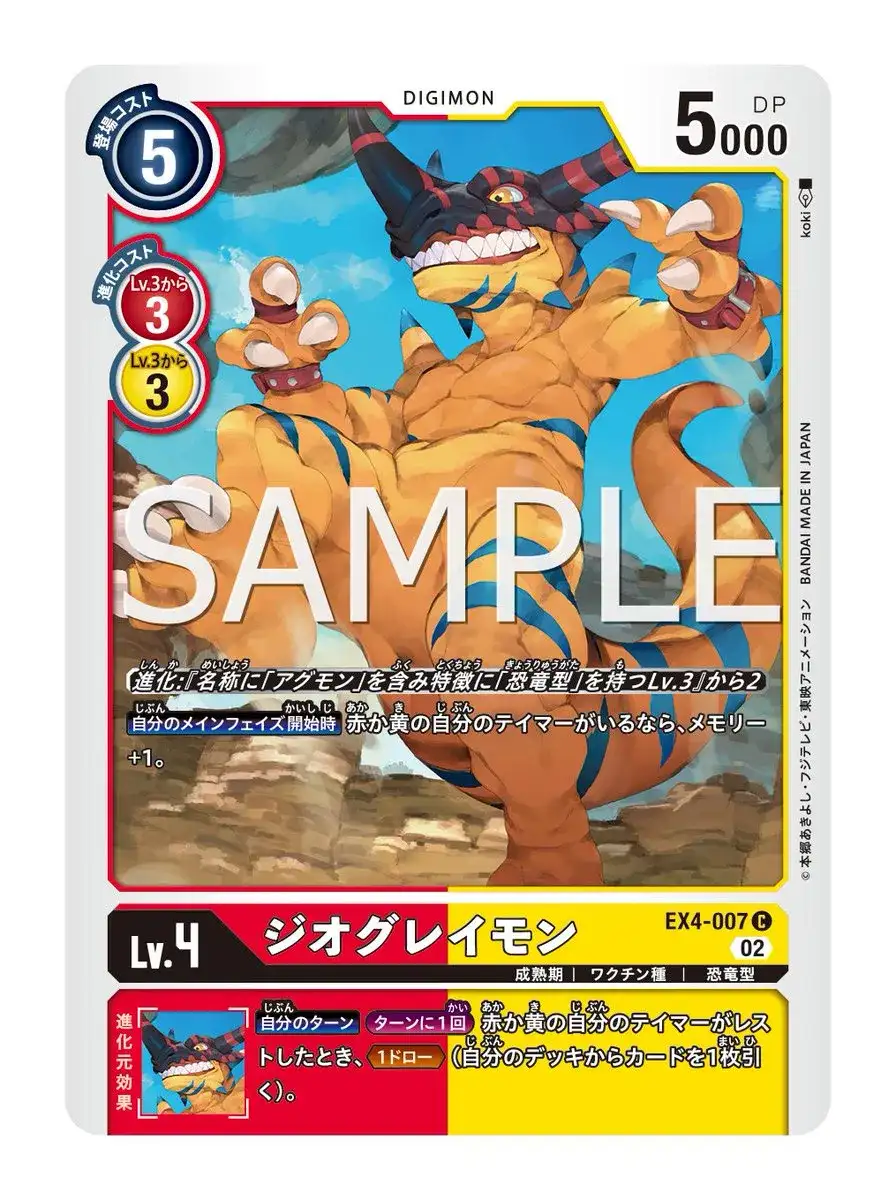 DIGIMON
登場コスト
5
5000
DP
koki
進化コスト
Lv.3から
3
Lv.3から
3
SAMPLE
進化:『名称に「アグモン」を含み特徴に「恐竜型」を持つLv.3』から2
自分のメインフェイズ開始時 赤か黄の自分のテイマーがいるなら、メモリー
+1。
© 本郷あきよし・フジテレビ・東映アニメーション BANDAI MADE IN JAPAN
Lv.4
ジオグレイモン
EX4-007 C
02
成熟期 | ワクチン種 | 恐竜型
進化元効果
自分のターン ターンに1回 赤か黄の自分のテイマーがレス
トしたとき、1ドロー(自分のデッキからカードを1枚引
く)。